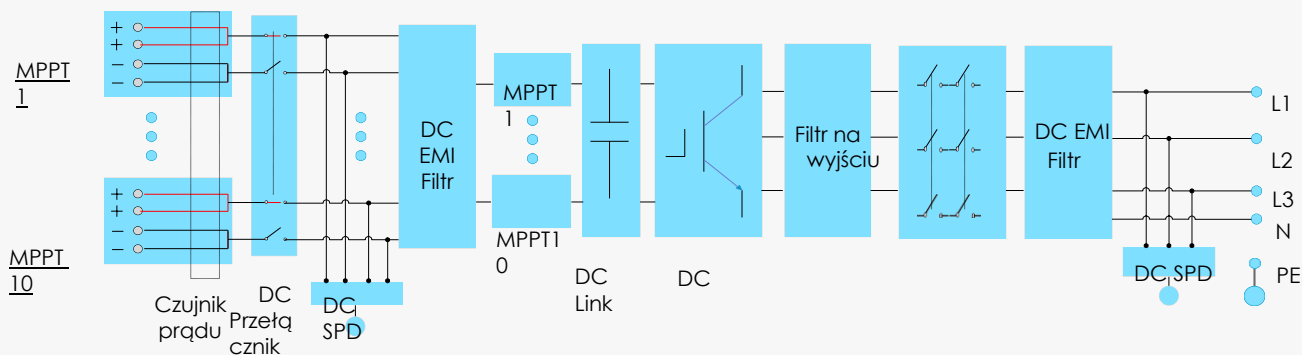 +
+
−
−
MPPT
1
DC
EMI
Filtr
MPPT
1
Filtr na
wyjściu
DC EMI
Filtr
L1
L2
L3
N
+
+
−
−
MPPT
10
MPPT1
0
Czujnik
prądu
DC
Przełą
cznik
DC
SPD
DC
Link
DC
DC SPD
PE